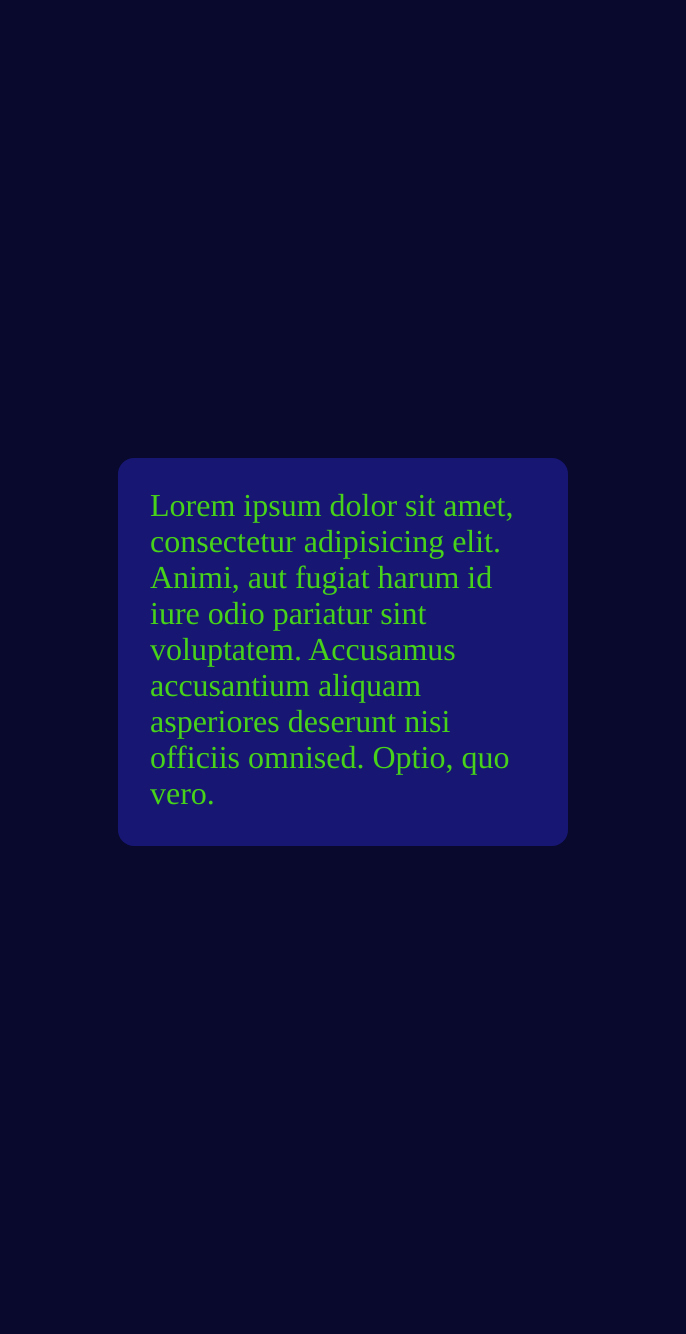 Lorem ipsum dolor sit amet,
consectetur adipisicing elit.
Animi, aut fugiat harum id
iure odio pariatur sint
voluptatem. Accusamus
accusantium aliquam
asperiores deserunt nisi
officiis omnised. Optio, quo
vero.